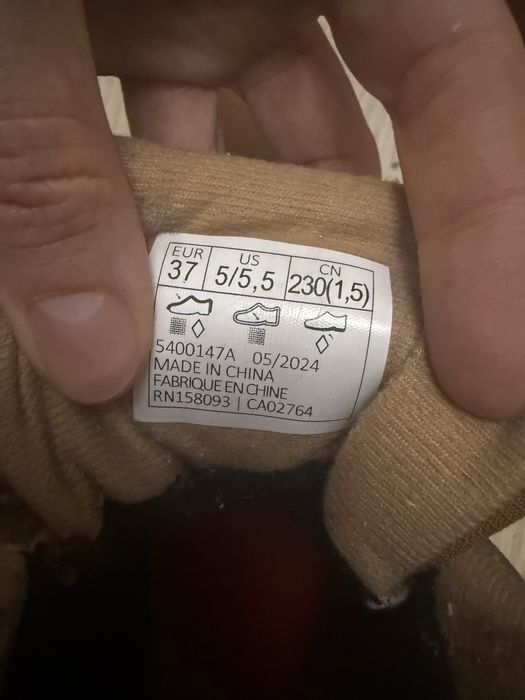 EUR US CN
37 5/5,5 230(1,5)
5400147A 05/2024
MADE IN CHINA
FABRIQUE EN CHINE
RN158093 | CA02764